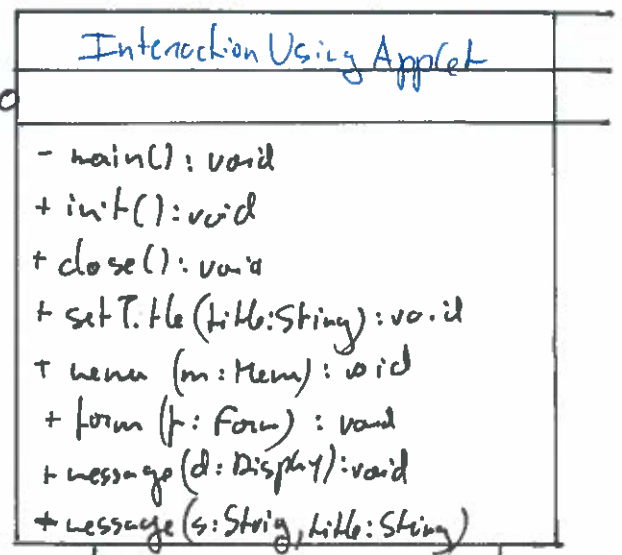 Interaction Using Applet
- main(): void
+ init(): void
+ close(): void
+ setTitle(title:String): void
+ menu (m: Menu): void
+ form (f: Form) : void
+ message(d: Display): void
+ message(s: String, title: String)